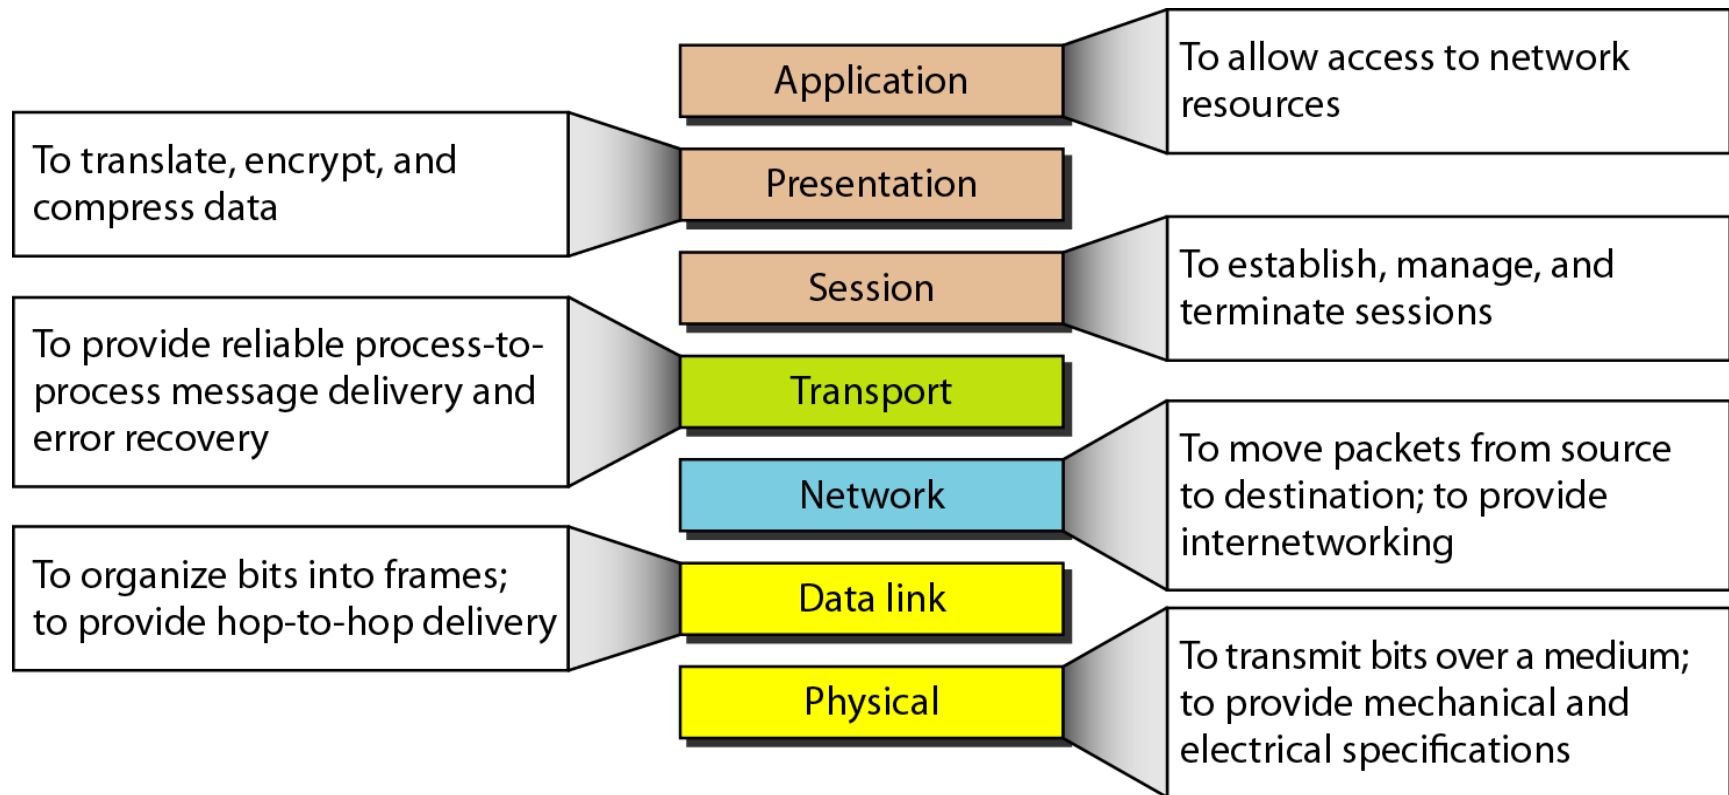 Application
To allow access to network
resources
To translate, encrypt, and
compress data
Presentation
Session
To establish, manage, and
terminate sessions
To provide reliable process-to-
process message delivery and
error recovery
Transport
Network
To move packets from source
to destination; to provide
internetworking
To organize bits into frames;
to provide hop-to-hop delivery
Data link
Physical
To transmit bits over a medium;
to provide mechanical and
electrical specifications